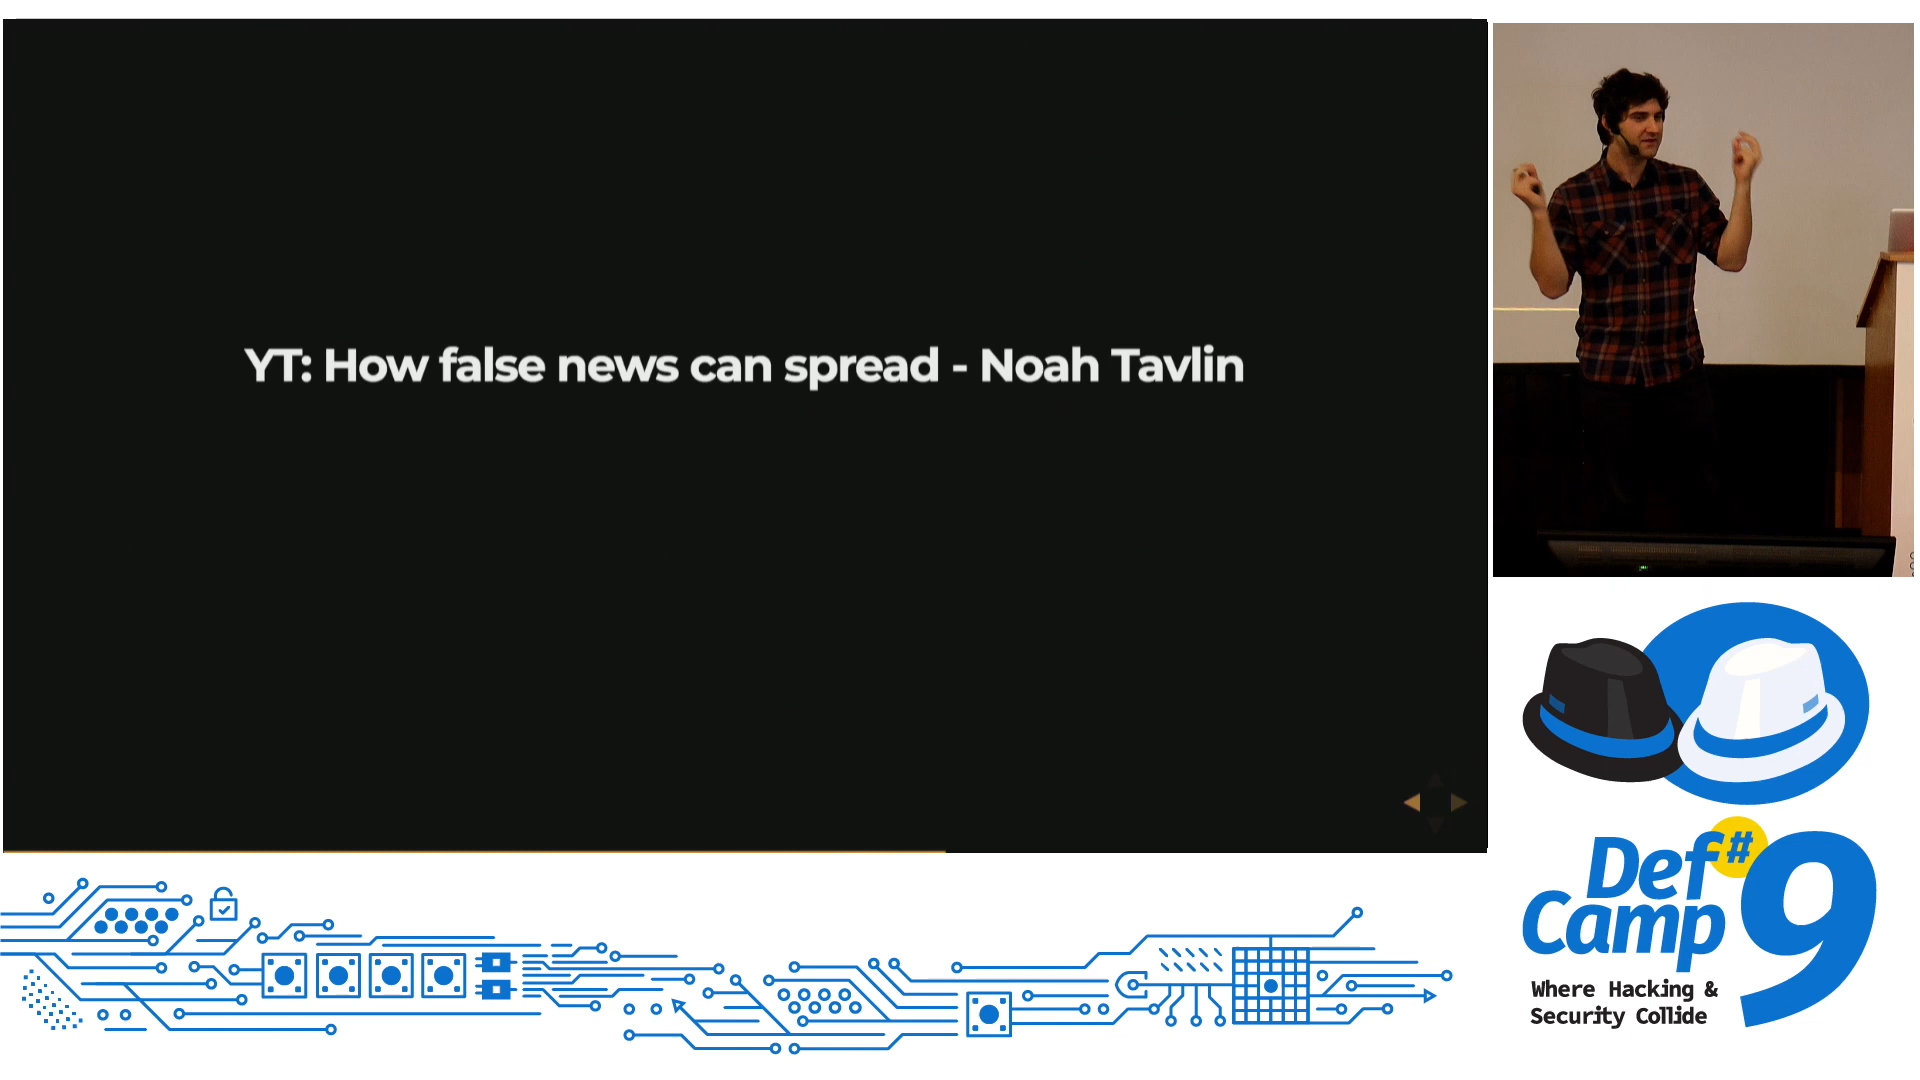 YT: How false news can spread - Noah Tavlin
Def #
Camp 9
Where Hacking &
Security Collide